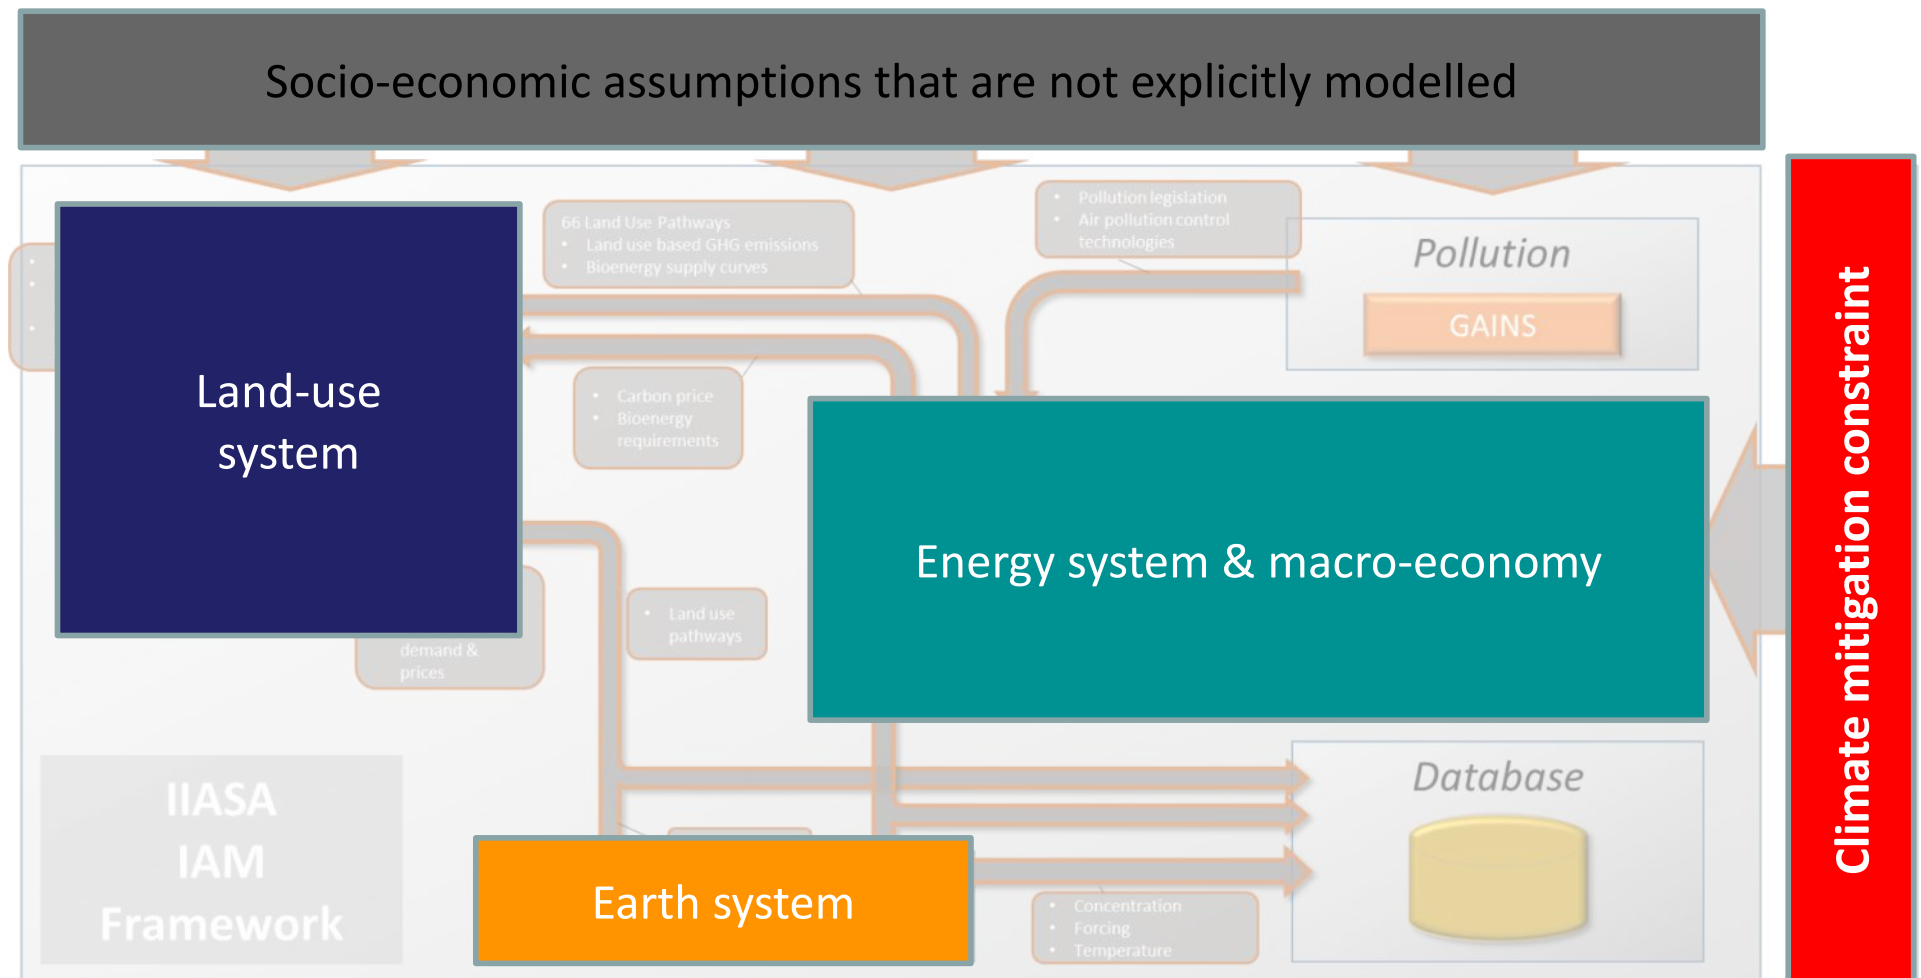 Socio-economic assumptions that are not explicitly modelled
66 Land Use Pathways
• Land use based GHG emissions
• Bioenergy supply curves
• Pollution legislation
• Air pollution control
technologies
Pollution
GAINS
Land-use
system
• Carbon price
• Bioenergy
requirements
Energy system & macro-economy
Climate mitigation constraint
• Land use
pathways
demand &
prices
IIASA
IAM
Framework
Database
Earth system
• Concentration
• Forcing
• Temperature